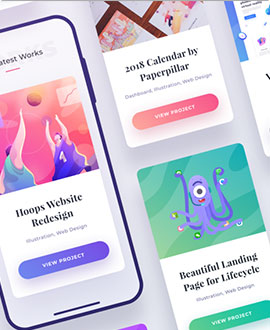 Latest Works
Hoops Website
Redesign
Illustration, Web Design
VIEW PROJECT
2018 Calendar by
Paperpillar
Dashboard, Illustration, Web Design
VIEW PROJECT
Beautiful Landing
Page for Lifecycle
Illustration, Web Design
VIEW PROJECT